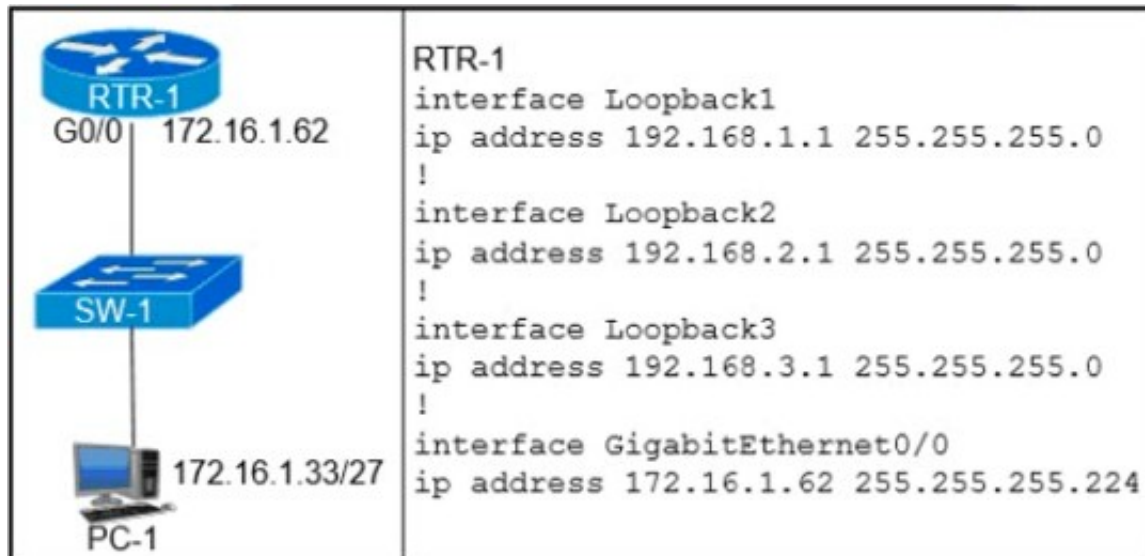 RTR-1
G0/0 172.16.1.62
SW-1
172.16.1.33/27
PC-1
RTR-1
interface Loopback1
ip address 192.168.1.1 255.255.255.0
!
interface Loopback2
ip address 192.168.2.1 255.255.255.0
!
interface Loopback3
ip address 192.168.3.1 255.255.255.0
!
interface GigabitEthernet0/0
ip address 172.16.1.62 255.255.255.224